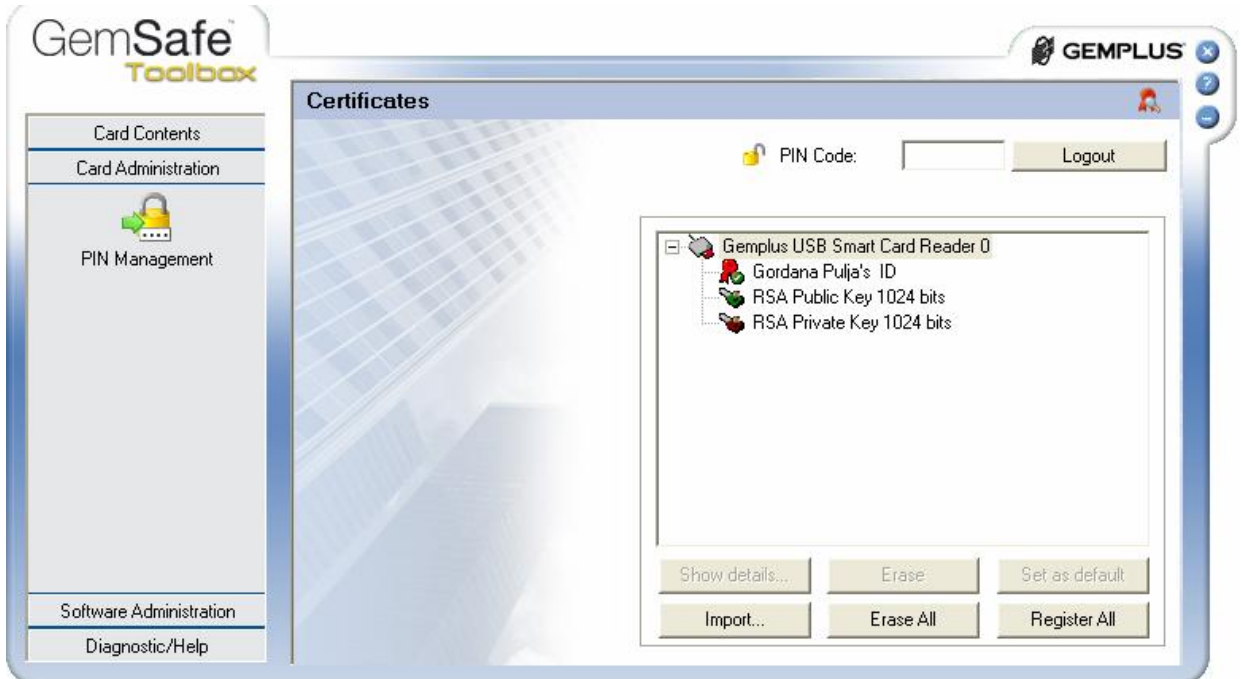 GemSafe
Toolbox
GEMPLUS
Certificates
Card Contents
Card Administration
PIN Management
Software Administration
Diagnostic/Help
PIN Code:
Logout
Gemplus USB Smart Card Reader 0
Gordana Pulja's ID
RSA Public Key 1024 bits
RSA Private Key 1024 bits
Show details...
Erase
Set as default
Import...
Erase All
Register All